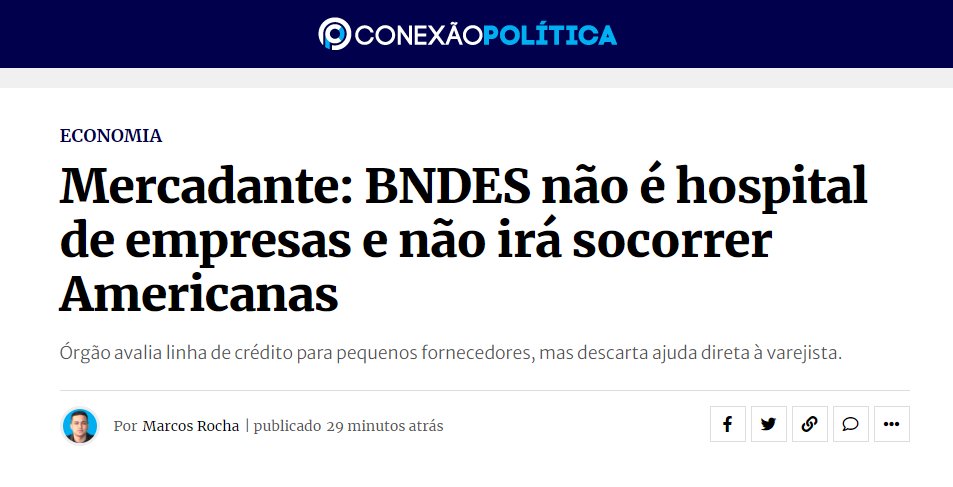 CONEXÃOPOLÍTICA
ECONOMIA
Mercadante: BNDES não é hospital
de empresas e não irá socorrer
Americanas
Órgão avalia linha de crédito para pequenos fornecedores, mas descarta ajuda direta à varejista.
Por Marcos Rocha | publicado 29 minutos atrás